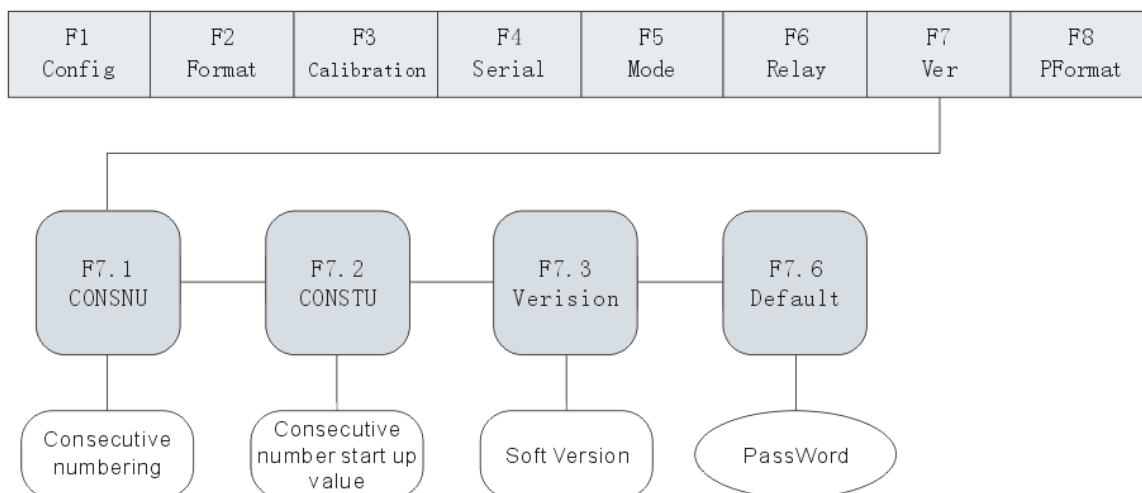 F1 F2 F3 F4 F5 F6 F7 F8
Config Format Calibration Serial Mode Relay Ver PFormat
F7.1 F7.2 F7.3 F7.6
CONSNU CONSTU Verision Default
Consecutive
numbering
Consecutive
number start up
value
Soft Version
PassWord